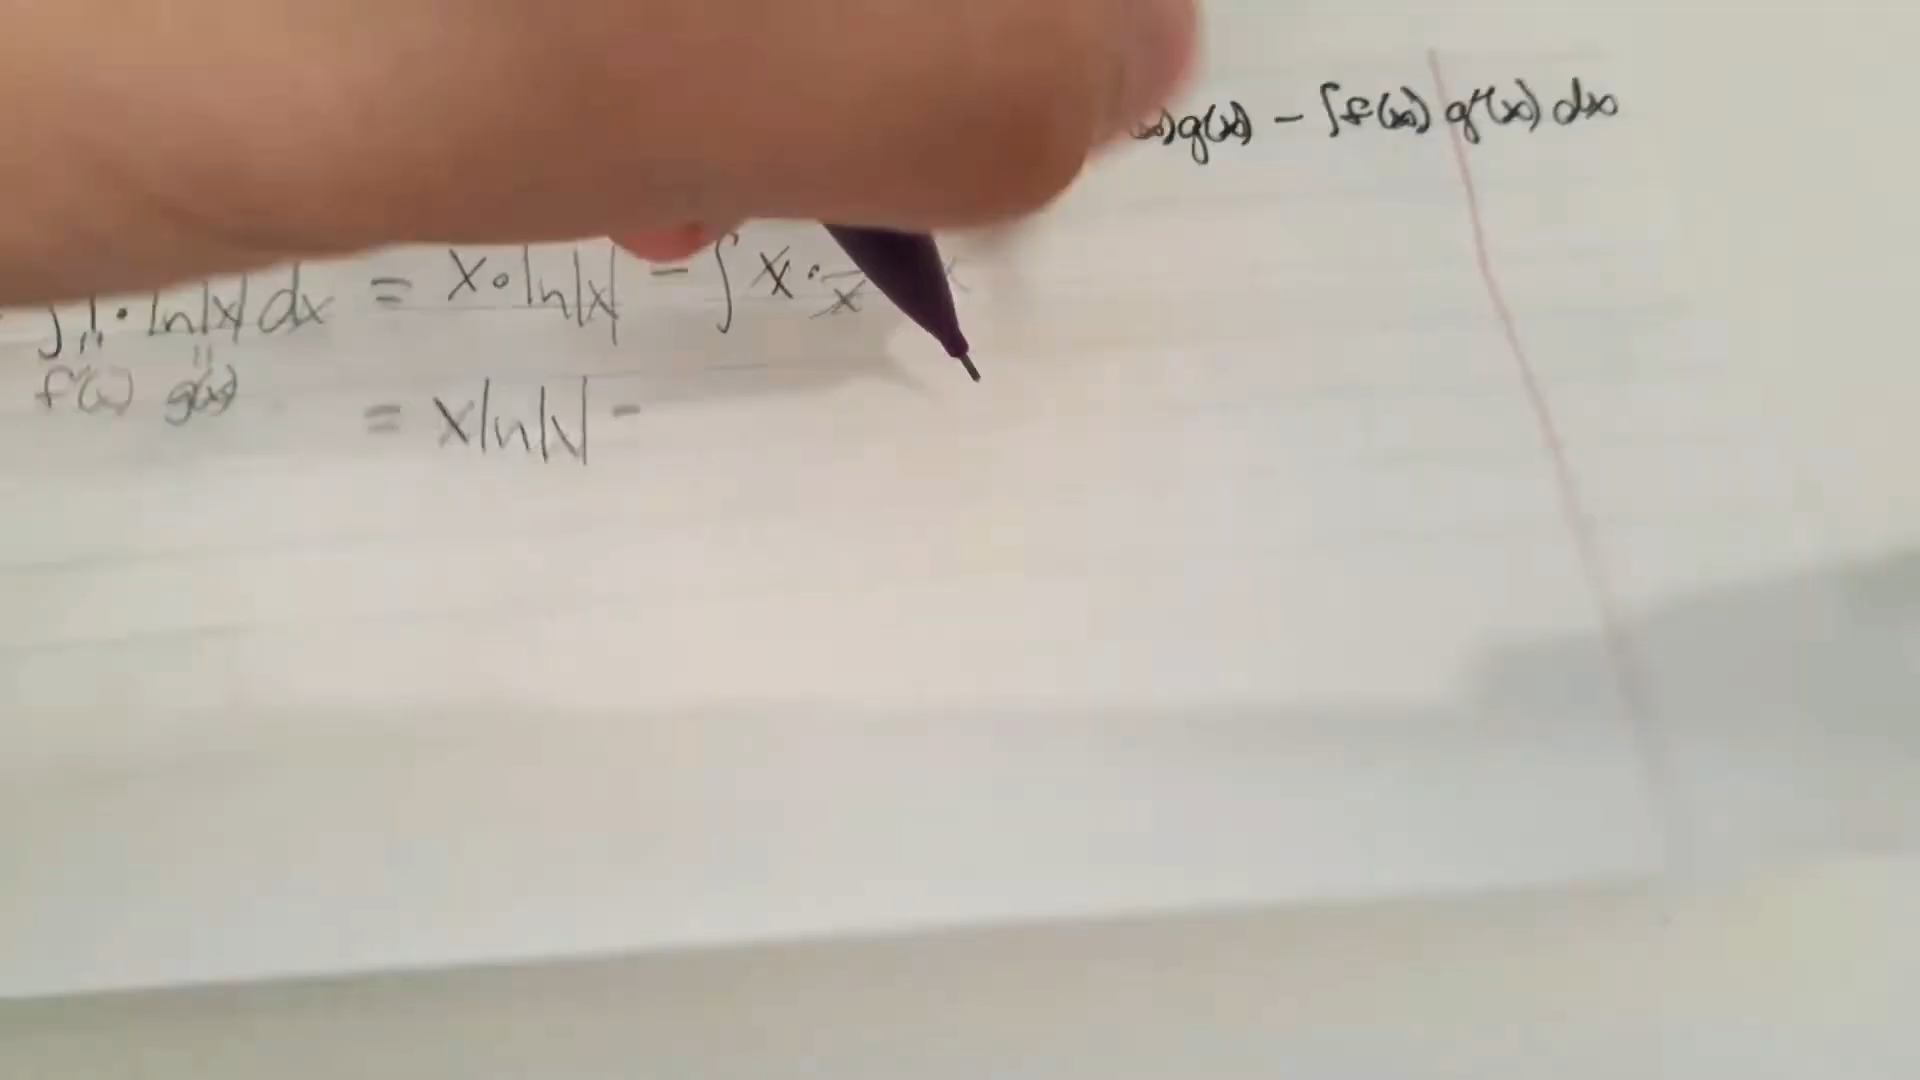 g(x) - ∫f(x) g'(x) dx
∫1 · ln|x| dx = x · ln|x| - ∫x · 1/x
f'(x) g(x)
= x ln|x| -